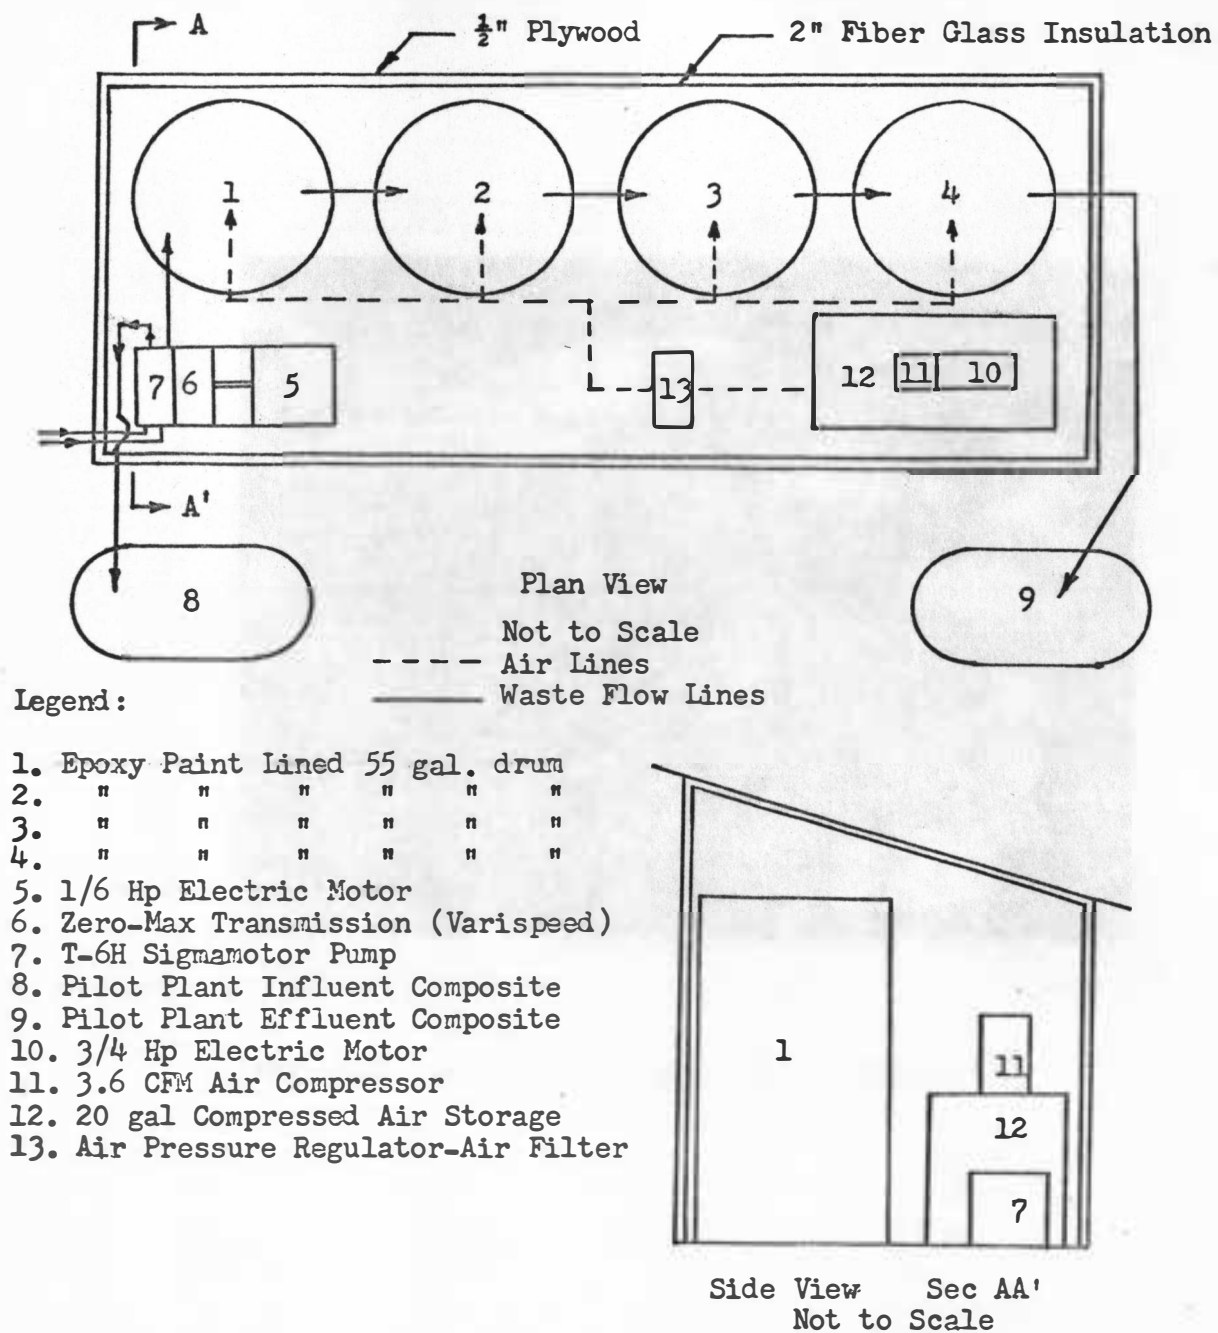 A
½" Plywood
2" Fiber Glass Insulation
1
2
3
4
7
6
5
13
12
11
10
A'
8
9
Plan View
Not to Scale
Air Lines
Waste Flow Lines
Legend:
1. Epoxy Paint Lined 55 gal. drum
2. " " " " " "
3. " " " " " "
4. " " " " " "
5. 1/6 Hp Electric Motor
6. Zero-Max Transmission (Varispeed)
7. T-6H Sigmamotor Pump
8. Pilot Plant Influent Composite
9. Pilot Plant Effluent Composite
10. 3/4 Hp Electric Motor
11. 3.6 CFM Air Compressor
12. 20 gal Compressed Air Storage
13. Air Pressure Regulator-Air Filter
1
11
12
7
Side View Sec AA'
Not to Scale